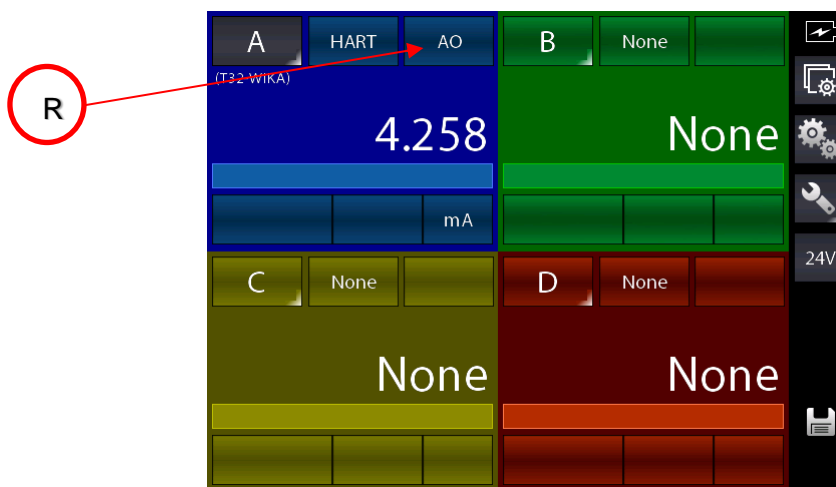 A HART AO
(T32-WIKA)
4.258
mA
B None
None
R
C None
None
D None
None
24V